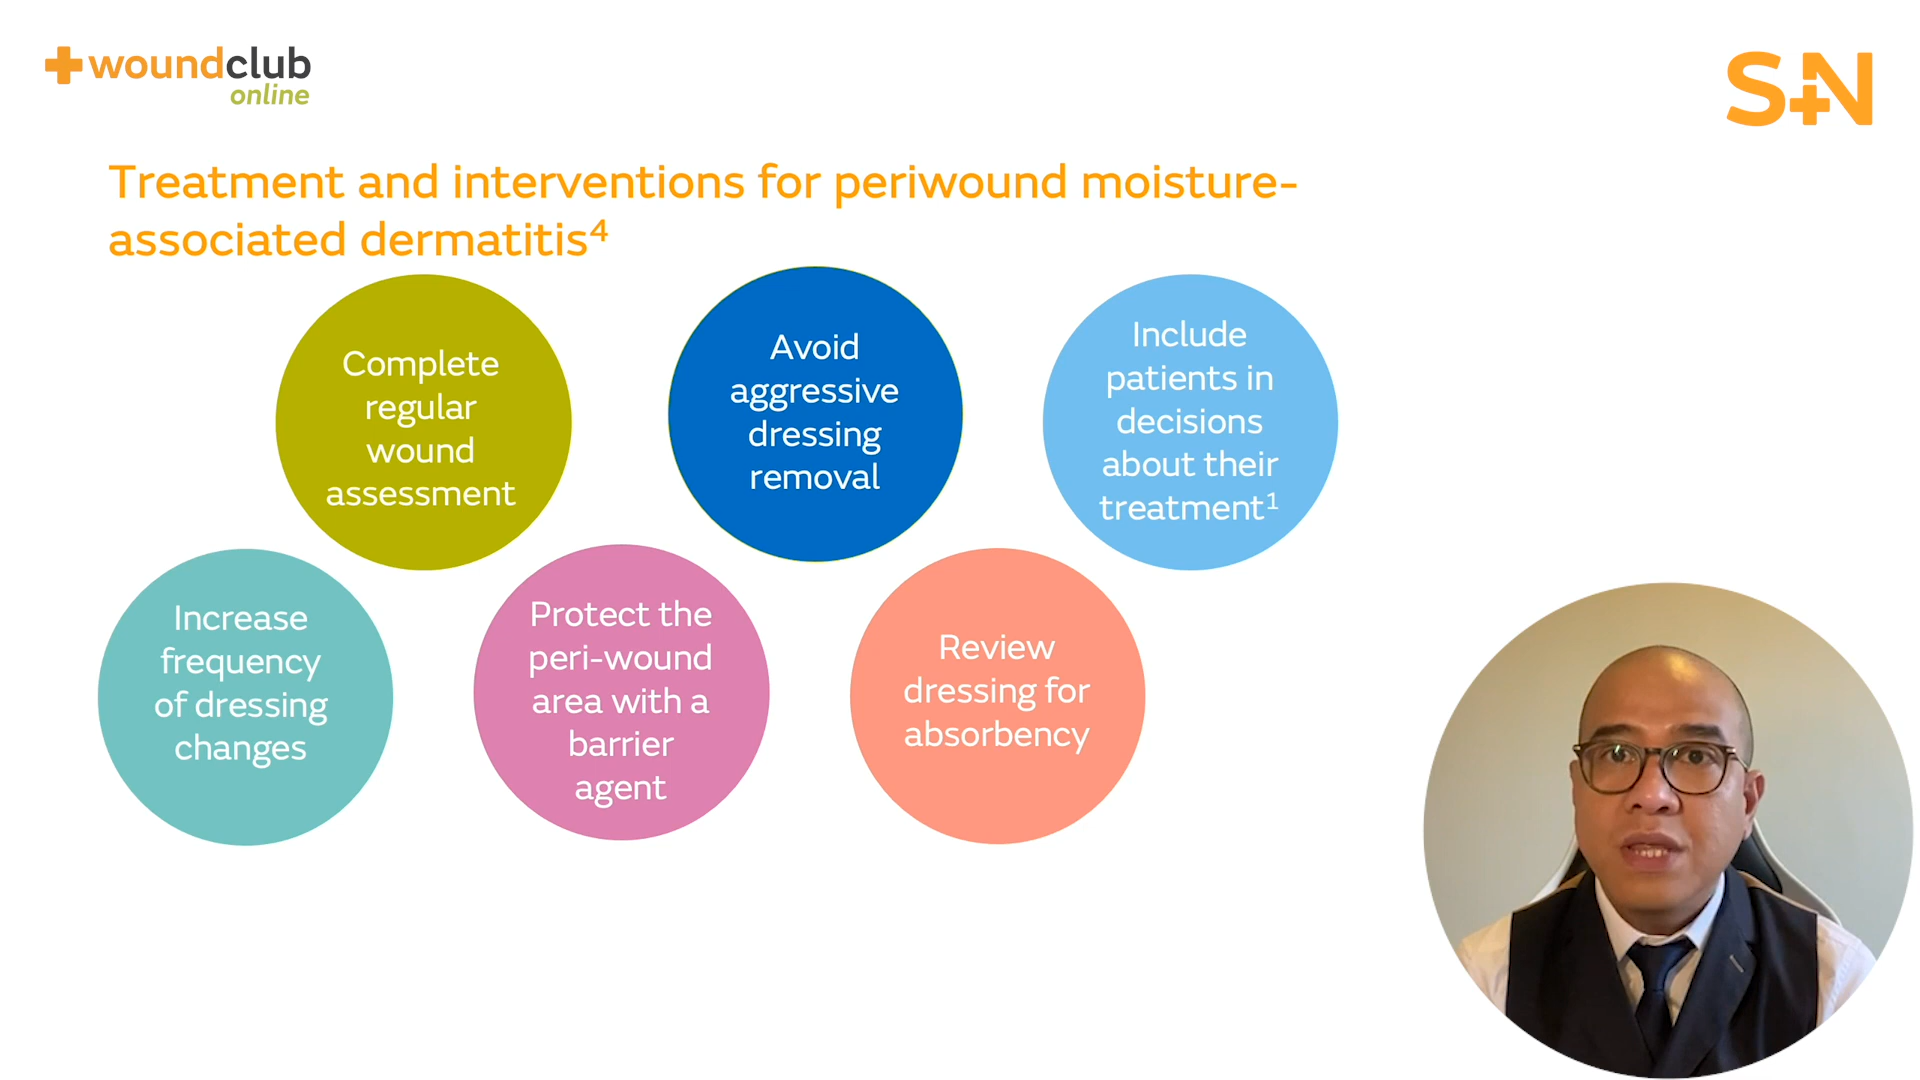 woundclub
online
S+N
Treatment and interventions for periwound moisture-
associated dermatitis⁴
Complete
regular
wound
assessment
Avoid
aggressive
dressing
removal
Include
patients in
decisions
about their
treatment¹
Increase
frequency
of dressing
changes
Protect the
peri-wound
area with a
barrier
agent
Review
dressing for
absorbency